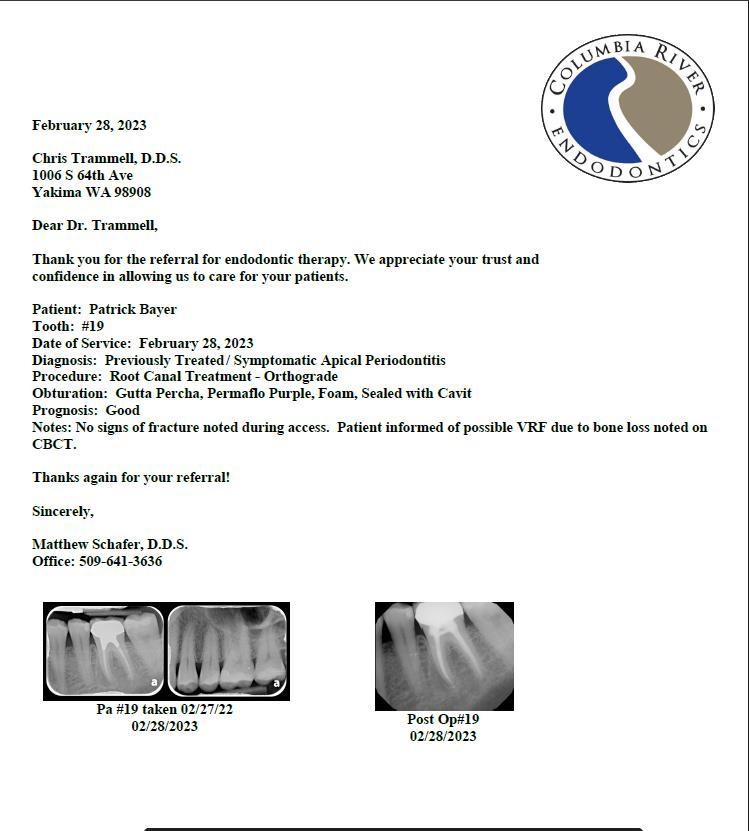 COLUMBIA RIVER
ENDODONTICS
February 28, 2023
Chris Trammell, D.D.S.
1006 S 64th Ave
Yakima WA 98908
Dear Dr. Trammell,
Thank you for the referral for endodontic therapy. We appreciate your trust and
confidence in allowing us to care for your patients.
Patient: Patrick Bayer
Tooth: #19
Date of Service: February 28, 2023
Diagnosis: Previously Treated / Symptomatic Apical Periodontitis
Procedure: Root Canal Treatment - Orthograde
Obturation: Gutta Percha, Permaflo Purple, Foam, Sealed with Cavit
Prognosis: Good
Notes: No signs of fracture noted during access. Patient informed of possible VRF due to bone loss noted on
CBCT.
Thanks again for your referral!
Sincerely,
Matthew Schafer, D.D.S.
Office: 509-641-3636
a a
Pa #19 taken 02/27/22
02/28/2023
Post Op#19
02/28/2023